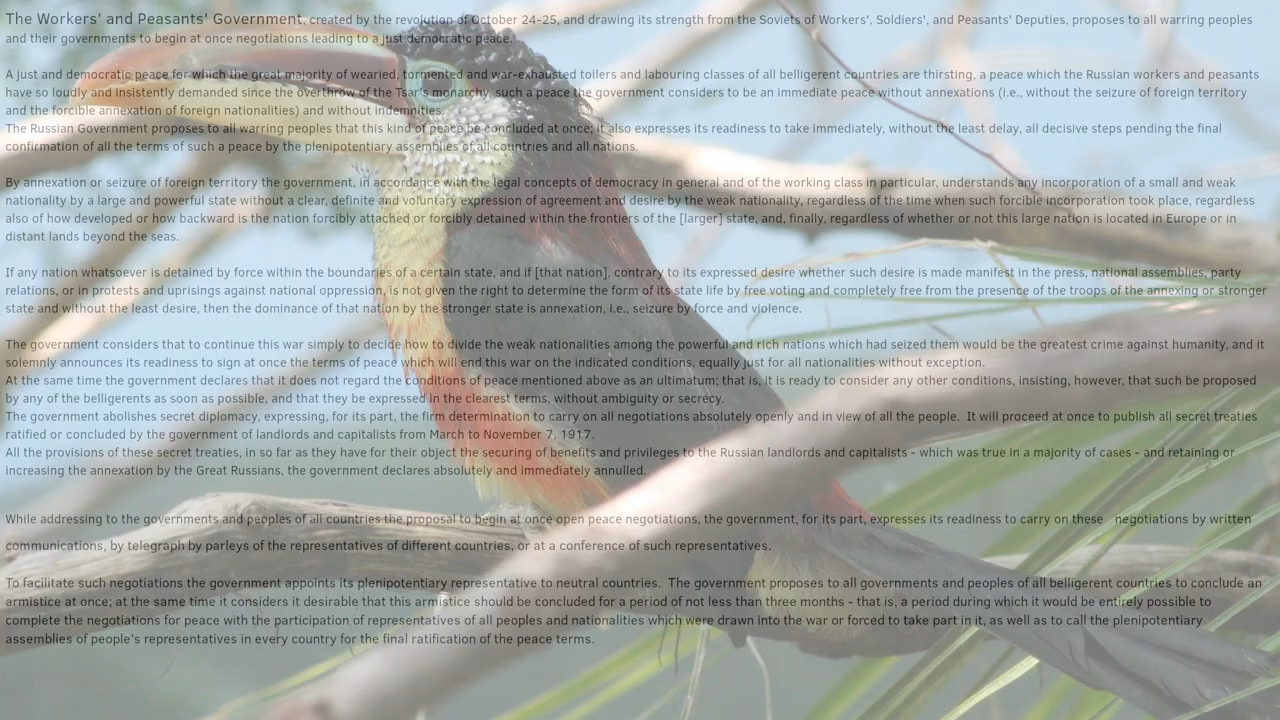 The Workers' and Peasants' Government, created by the revolution of October 24-25, and drawing its strength from the Soviets of Workers', Soldiers', and Peasants' Deputies, proposes to all warring peoples
and their governments to begin at once negotiations leading to a just democratic peace.
A just and democratic peace for which the great majority of wearied, tormented and war-exhausted toilers and labouring classes of all belligerent countries are thirsting, a peace which the Russian workers and peasants
have so loudly and insistently demanded since the overthrow of the Tsar's monarchy, such a peace the government considers to be an immediate peace without annexations (i.e., without the seizure of foreign territory
and the forcible annexation of foreign nationalities) and without indemnities.
The Russian Government proposes to all warring peoples that this kind of peace be concluded at once; it also expresses its readiness to take immediately, without the least delay, all decisive steps pending the final
confirmation of all the terms of such a peace by the plenipotentiary assemblies of all countries and all nations.
By annexation or seizure of foreign territory the government, in accordance with the legal concepts of democracy in general and of the working class in particular, understands any incorporation of a small and weak
nationality by a large and powerful state without a clear, definite and voluntary expression of agreement and desire by the weak nationality, regardless of the time when such forcible incorporation took place, regardless
also of how developed or how backward is the nation forcibly attached or forcibly detained within the frontiers of the [larger] state, and, finally, regardless of whether or not this large nation is located in Europe or in
distant lands beyond the seas.
If any nation whatsoever is detained by force within the boundaries of a certain state, and if [that nation], contrary to its expressed desire whether such desire is made manifest in the press, national assemblies, party
relations, or in protests and uprisings against national oppression, is not given the right to determine the form of its state life by free voting and completely free from the presence of the troops of the annexing or stronger
state and without the least desire, then the dominance of that nation by the stronger state is annexation, i.e., seizure by force and violence.
The government considers that to continue this war simply to decide how to divide the weak nationalities among the powerful and rich nations which had seized them would be the greatest crime against humanity, and it
solemnly announces its readiness to sign at once the terms of peace which will end this war on the indicated conditions, equally just for all nationalities without exception.
At the same time the government declares that it does not regard the conditions of peace mentioned above as an ultimatum; that is, it is ready to consider any other conditions, insisting, however, that such be proposed
by any of the belligerents as soon as possible, and that they be expressed in the clearest terms, without ambiguity or secrecy.
The government abolishes secret diplomacy, expressing, for its part, the firm determination to carry on all negotiations absolutely openly and in view of all the people.  It will proceed at once to publish all secret treaties
ratified or concluded by the government of landlords and capitalists from March to November 7, 1917.
All the provisions of these secret treaties, in so far as they have for their object the securing of benefits and privileges to the Russian landlords and capitalists - which was true in a majority of cases - and retaining or
increasing the annexation by the Great Russians, the government declares absolutely and immediately annulled.
While addressing to the governments and peoples of all countries the proposal to begin at once open peace negotiations, the government, for its part, expresses its readiness to carry on these   negotiations by written
communications, by telegraph by parleys of the representatives of different countries, or at a conference of such representatives.
To facilitate such negotiations the government appoints its plenipotentiary representative to neutral countries.  The government proposes to all governments and peoples of all belligerent countries to conclude an
armistice at once; at the same time it considers it desirable that this armistice should be concluded for a period of not less than three months - that is, a period during which it would be entirely possible to
complete the negotiations for peace with the participation of representatives of all peoples and nationalities which were drawn into the war or forced to take part in it, as well as to call the plenipotentiary
assemblies of people's representatives in every country for the final ratification of the peace terms.